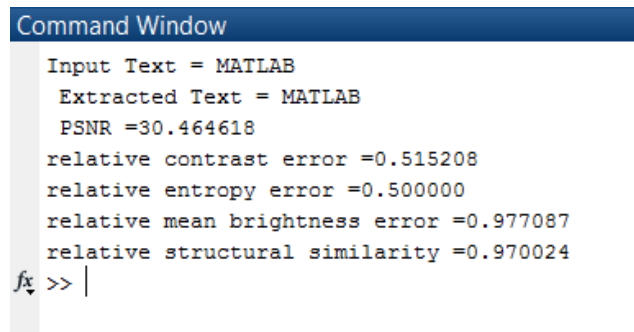 Command Window
Input Text = MATLAB
Extracted Text = MATLAB
PSNR =30.464618
relative contrast error =0.515208
relative entropy error =0.500000
relative mean brightness error =0.977087
relative structural similarity =0.970024
fx >>